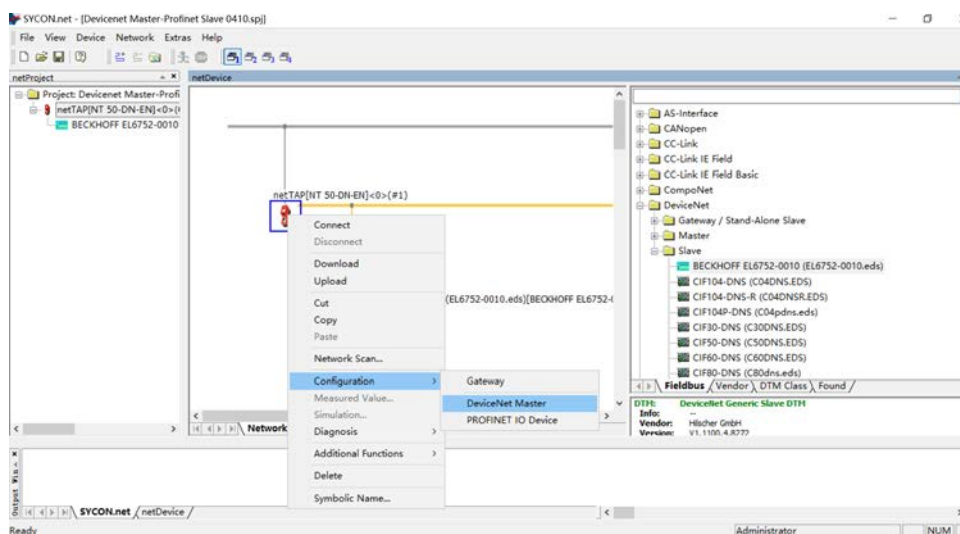 SYCON.net - [Devicenet Master-Profinet Slave 0410.spj]
File View Device Network Extras Help
netProject
netDevice
Project: Devicenet Master-Profi
netTAP[NT 50-DN-EN]<0>(#
BECKHOFF EL6752-0010
netTAP[NT 50-DN-EN]<0>(#1)
(EL6752-0010.eds)[BECKHOFF EL6752-0
Connect
Disconnect
Download
Upload
Cut
Copy
Paste
Network Scan...
Configuration
Measured Value...
Simulation...
Diagnosis
Additional Functions
Delete
Symbolic Name...
Gateway
DeviceNet Master
PROFINET IO Device
AS-Interface
CANopen
CC-Link
CC-Link IE Field
CC-Link IE Field Basic
CompoNet
DeviceNet
Gateway / Stand-Alone Slave
Master
Slave
BECKHOFF EL6752-0010 (EL6752-0010.eds)
CIF104-DNS (C04DNS.EDS)
CIF104-DNS-R (C04DNSR.EDS)
CIF104P-DNS (C04pdns.eds)
CIF30-DNS (C30DNS.EDS)
CIF50-DNS (C50DNS.EDS)
CIF60-DNS (C60DNS.EDS)
CIF80-DNS (C80dns.eds)
Fieldbus Vendor DTM Class Found
DTM: DeviceNet Generic Slave DTM
Info: --
Vendor: Hilscher GmbH
Version: V1.1100.4.8272
Network
Output Win
SYCON.net netDevice
Ready
Administrator
NUM